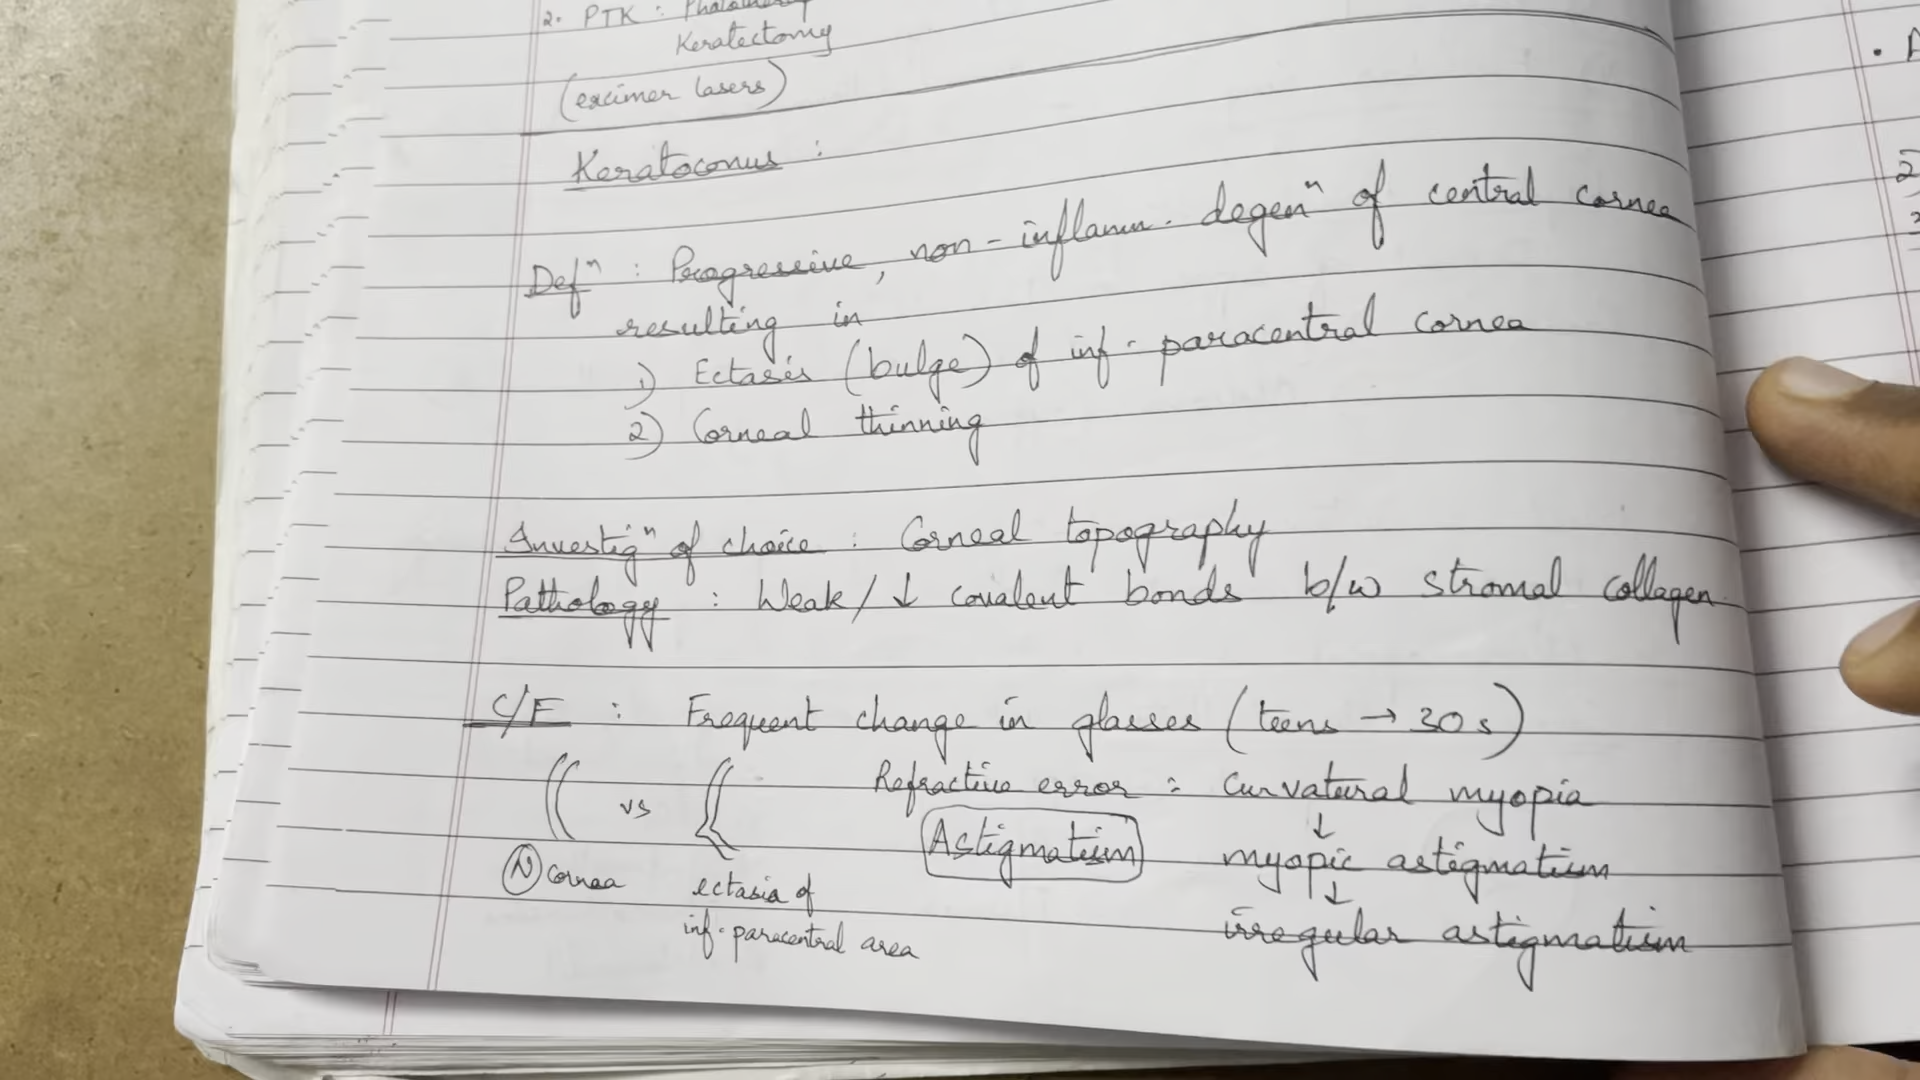 2. PTK :
Keratectomy
(excimer lasers)
Keratoconus :
Defⁿ : Progressive, non-inflamm. degenⁿ of central cornea
resulting in
1) Ectasis (bulge) of inf. paracentral cornea
2) Corneal thinning
Investigⁿ of choice : Corneal topography
Pathology : Weak/↓ covalent bonds b/w stromal collagen
C/F : Frequent change in glasses (teens → 30s)
Refractive error : Curvatural myopia
vs
↓
Astigmatism
myopic astigmatism
(N) cornea
ectasia of
↓
inf. paracentral area
irregular astigmatism
2